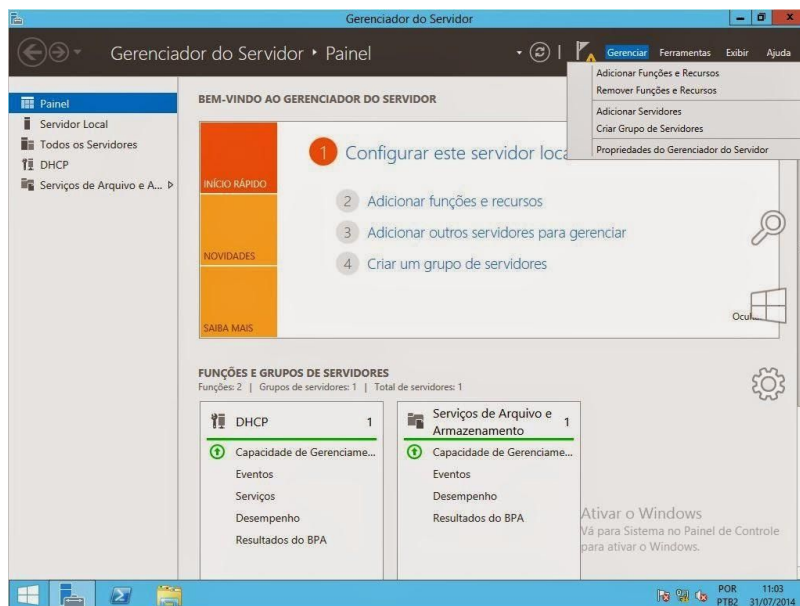 Gerenciador do Servidor
Gerenciador do Servidor ‣ Painel
Gerenciar Ferramentas Exibir Ajuda
Adicionar Funções e Recursos
Remover Funções e Recursos
Adicionar Servidores
Criar Grupo de Servidores
Propriedades do Gerenciador do Servidor
Painel
Servidor Local
Todos os Servidores
DHCP
Serviços de Arquivo e A...
BEM-VINDO AO GERENCIADOR DO SERVIDOR
INÍCIO RÁPIDO
NOVIDADES
SAIBA MAIS
1 Configurar este servidor loca
2 Adicionar funções e recursos
3 Adicionar outros servidores para gerenciar
4 Criar um grupo de servidores
FUNÇÕES E GRUPOS DE SERVIDORES
Funções: 2 | Grupos de servidores: 1 | Total de servidores: 1
DHCP 1
Capacidade de Gerenciame...
Eventos
Serviços
Desempenho
Resultados do BPA
Serviços de Arquivo e
Armazenamento 1
Capacidade de Gerenciame...
Eventos
Desempenho
Resultados do BPA
Ativar o Windows
Vá para Sistema no Painel de Controle
para ativar o Windows.
POR 11:03
PTB2 31/07/2014